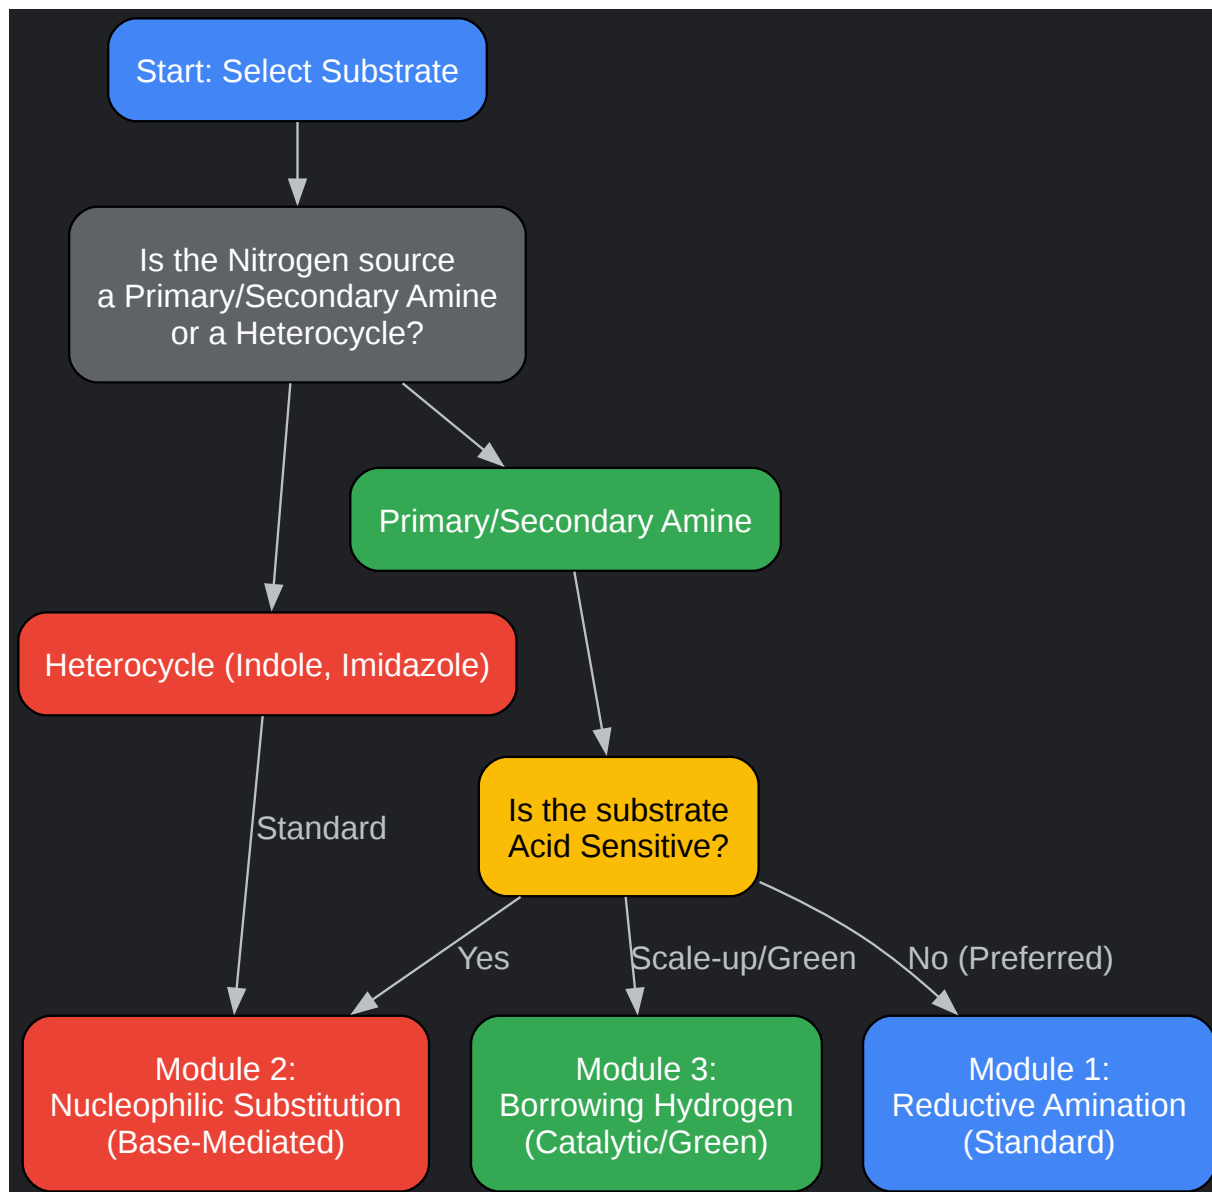 Start: Select Substrate
Is the Nitrogen source
a Primary/Secondary Amine
or a Heterocycle?
Primary/Secondary Amine
Heterocycle (Indole, Imidazole)
Is the substrate
Acid Sensitive?
Standard
Yes
Scale-up/Green
No (Preferred)
Module 2:
Nucleophilic Substitution
(Base-Mediated)
Module 3:
Borrowing Hydrogen
(Catalytic/Green)
Module 1:
Reductive Amination
(Standard)